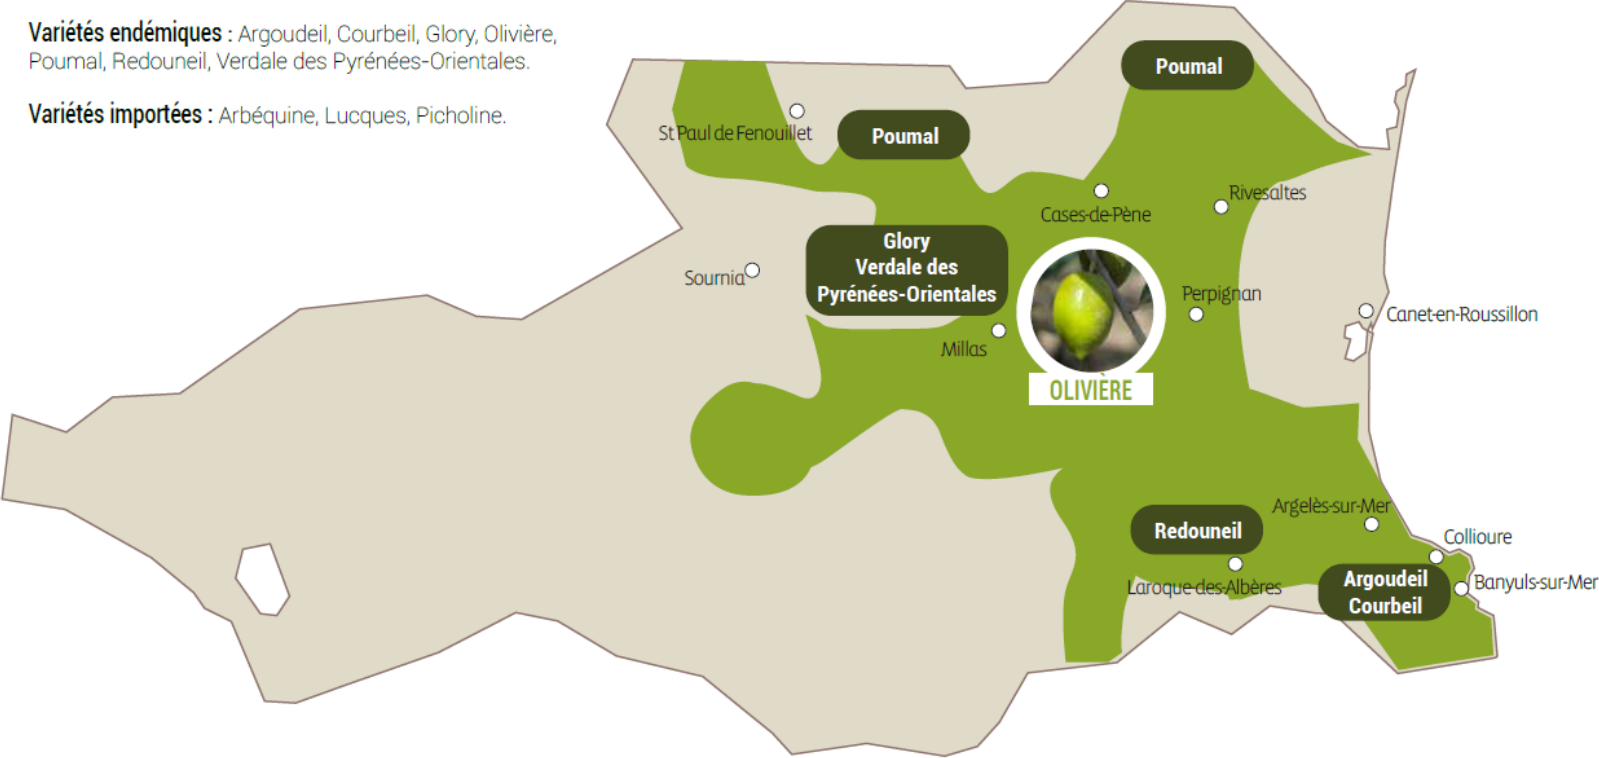 Variétés endémiques : Argoudeil, Courbeil, Glory, Olivière,
Poumal, Redouneil, Verdale des Pyrénées-Orientales.
Variétés importées : Arbéquine, Lucques, Picholine.
Poumal
St Paul de Fenouillet
Poumal
Rivesaltes
Cases-de-Pène
Glory
Verdale des
Pyrénées-Orientales
Sournia
Perpignan
Canet-en-Roussillon
Millas
OLIVIÈRE
Argelès-sur-Mer
Redouneil
Collioure
Laroque-des-Albères
Argoudeil
Courbeil
Banyuls-sur-Mer